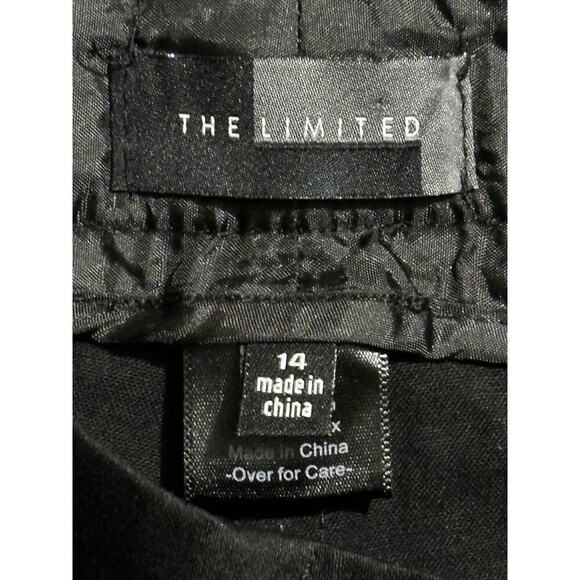 THE LIMITED
14
made in
china
x
Made in China
-Over for Care-